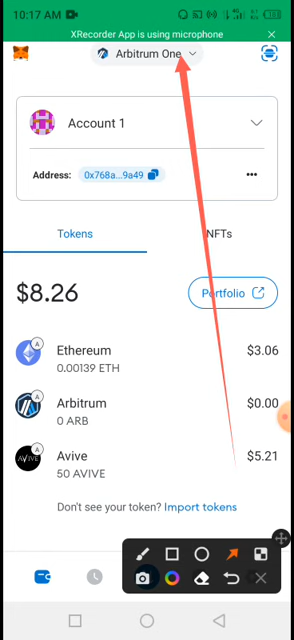 10:17 AM
XRecorder App is using microphone
Arbitrum One
Account 1
Address: 0x768a...9a49
Tokens
NFTs
$8.26
Portfolio
A
Ethereum
$3.06
0.00139 ETH
A
Arbitrum
$0.00
0 ARB
A
AVIVE
Avive
$5.21
50 AVIVE
Don't see your token? Import tokens